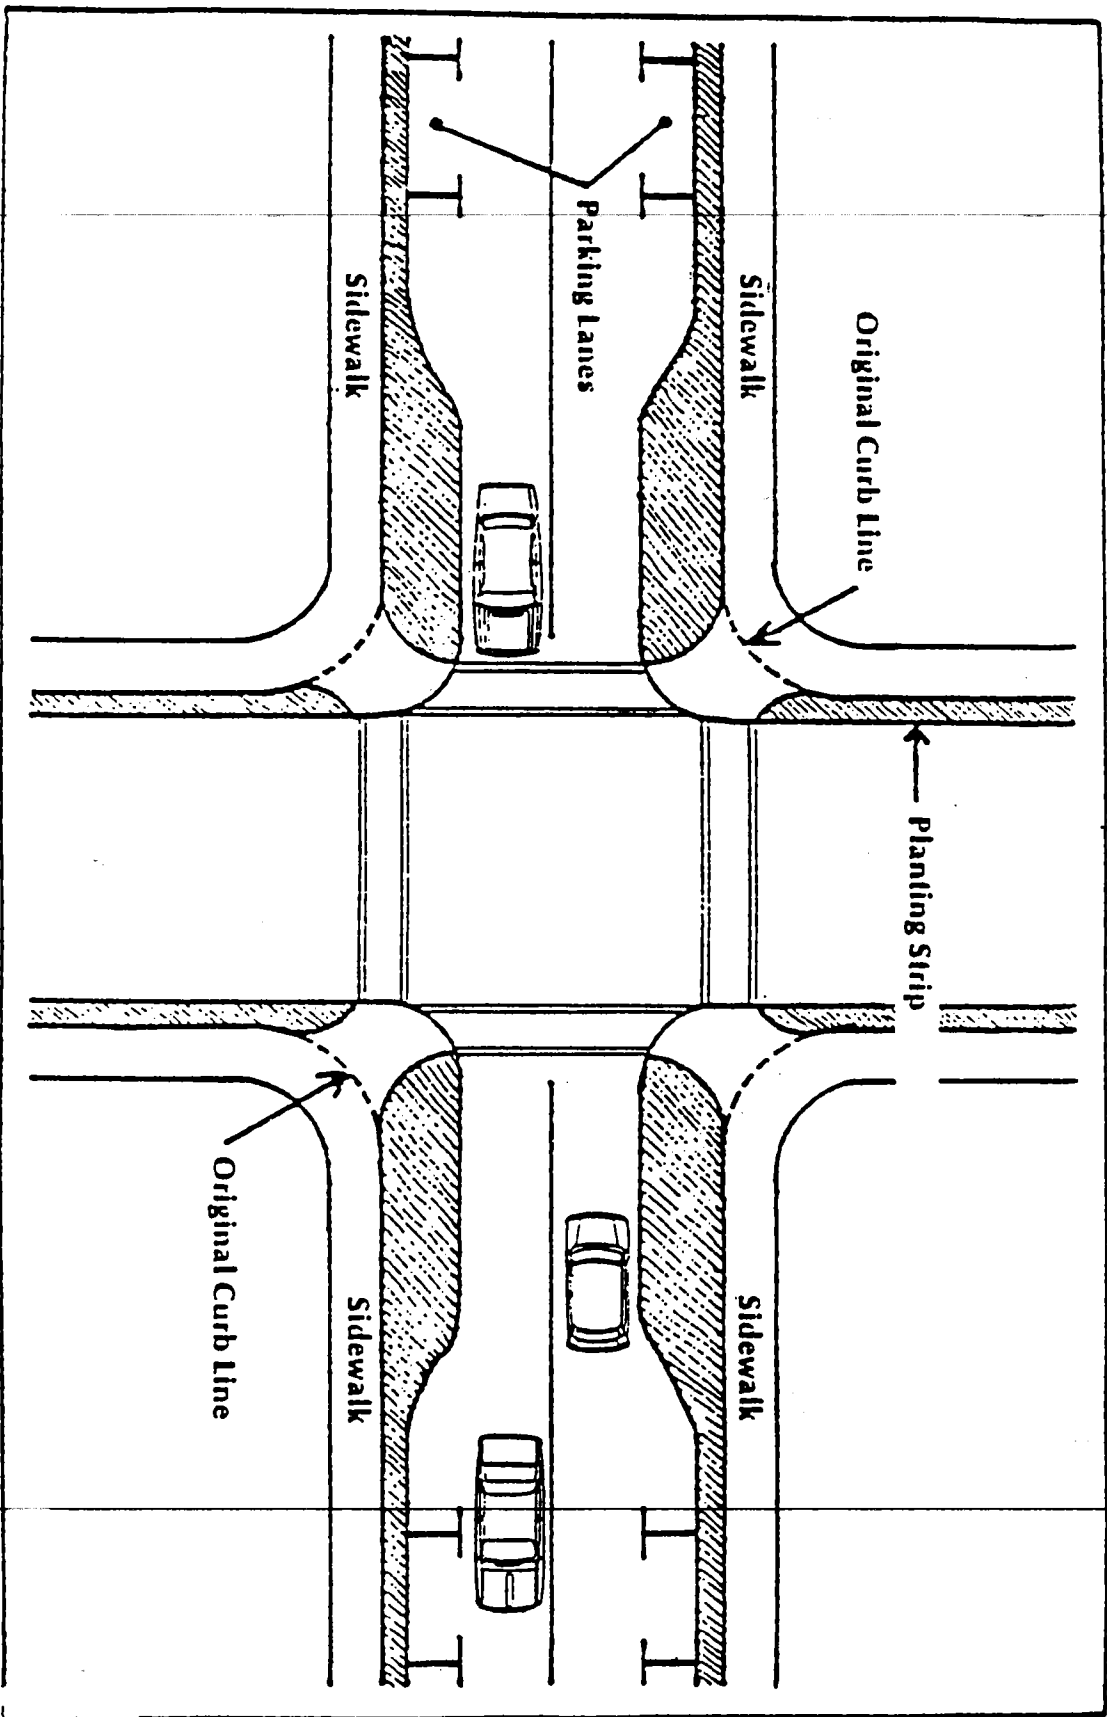 Original Curb Line
Sidewalk
Sidewalk
Planting Strip
Parking Lanes
Sidewalk
Sidewalk
Original Curb Line